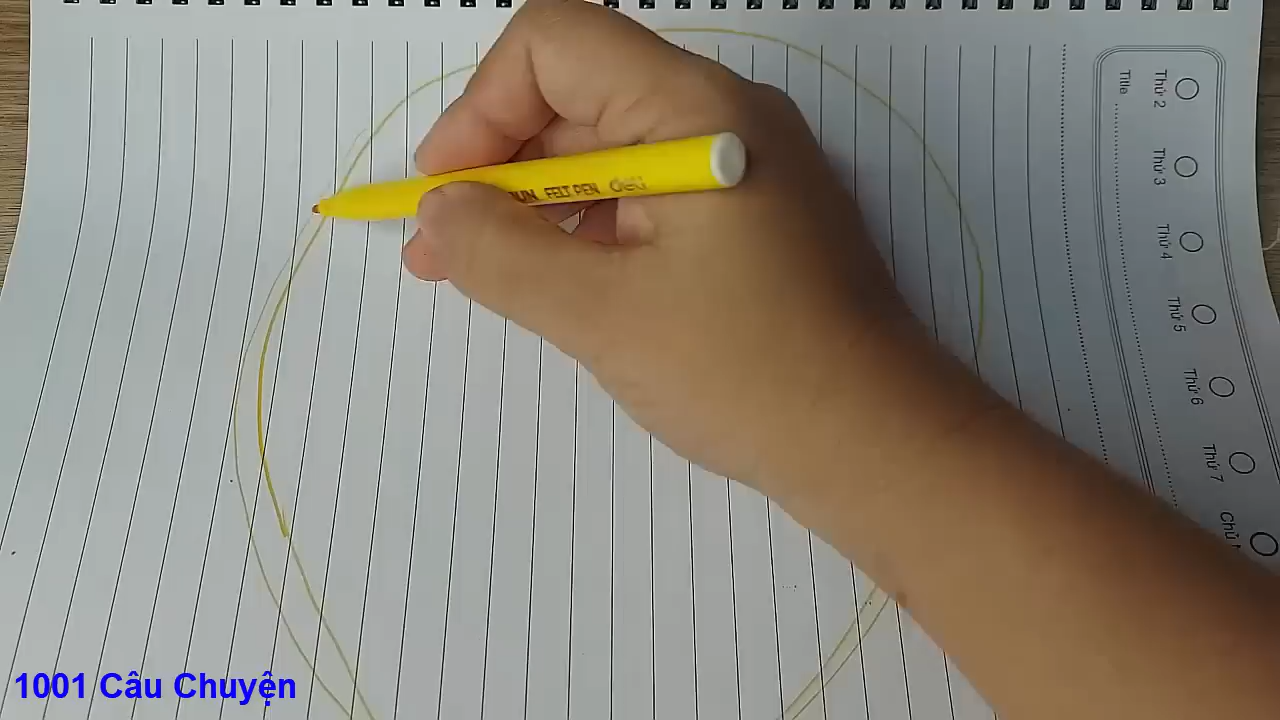 Thứ 2
Title
Thứ 3
Thứ 4
Thứ 5
Thứ 6
Thứ 7
FELT PEN deli
1001 Câu Chuyện